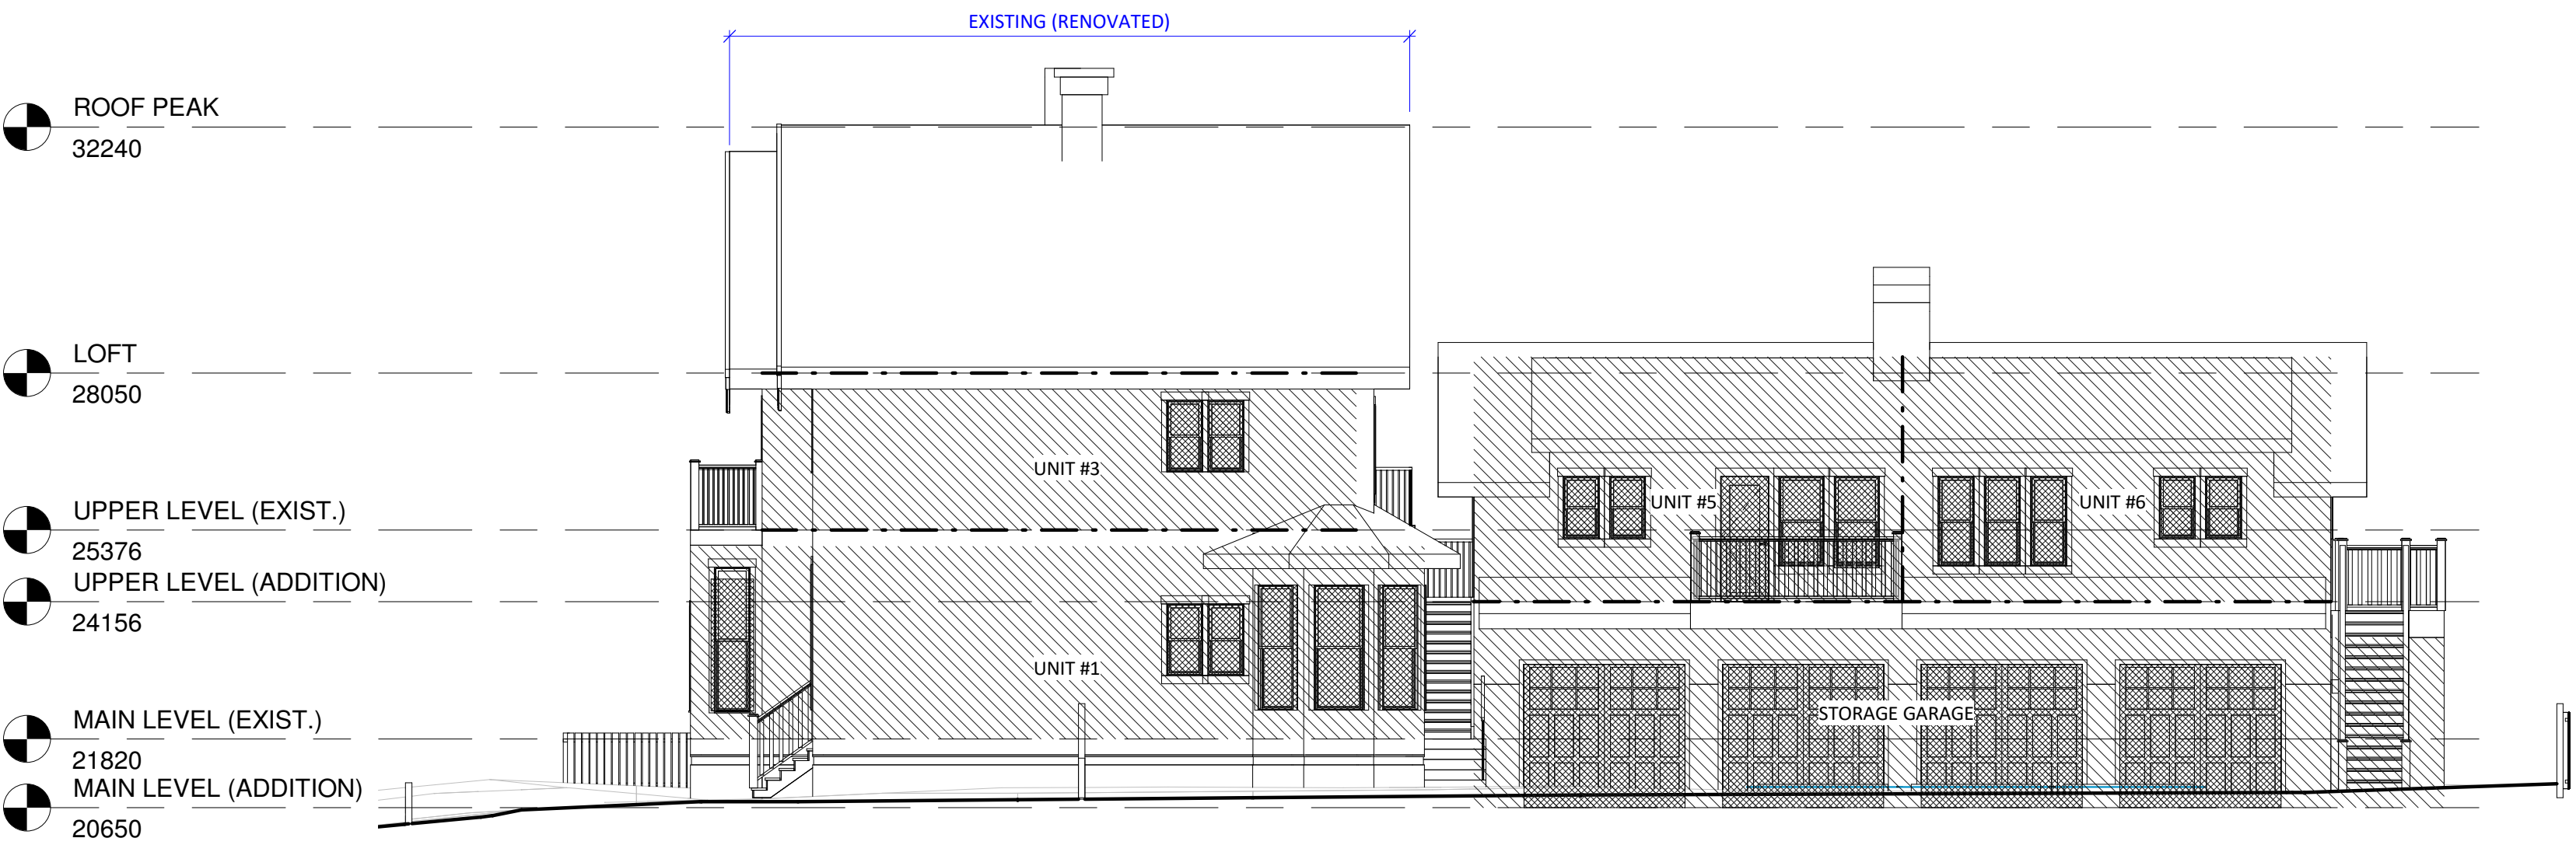 EXISTING (RENOVATED)
ROOF PEAK
32240
LOFT
28050
UNIT #3
UPPER LEVEL (EXIST.)
25376
UNIT #5
UNIT #6
UPPER LEVEL (ADDITION)
24156
UNIT #1
MAIN LEVEL (EXIST.)
21820
STORAGE GARAGE
MAIN LEVEL (ADDITION)
20650